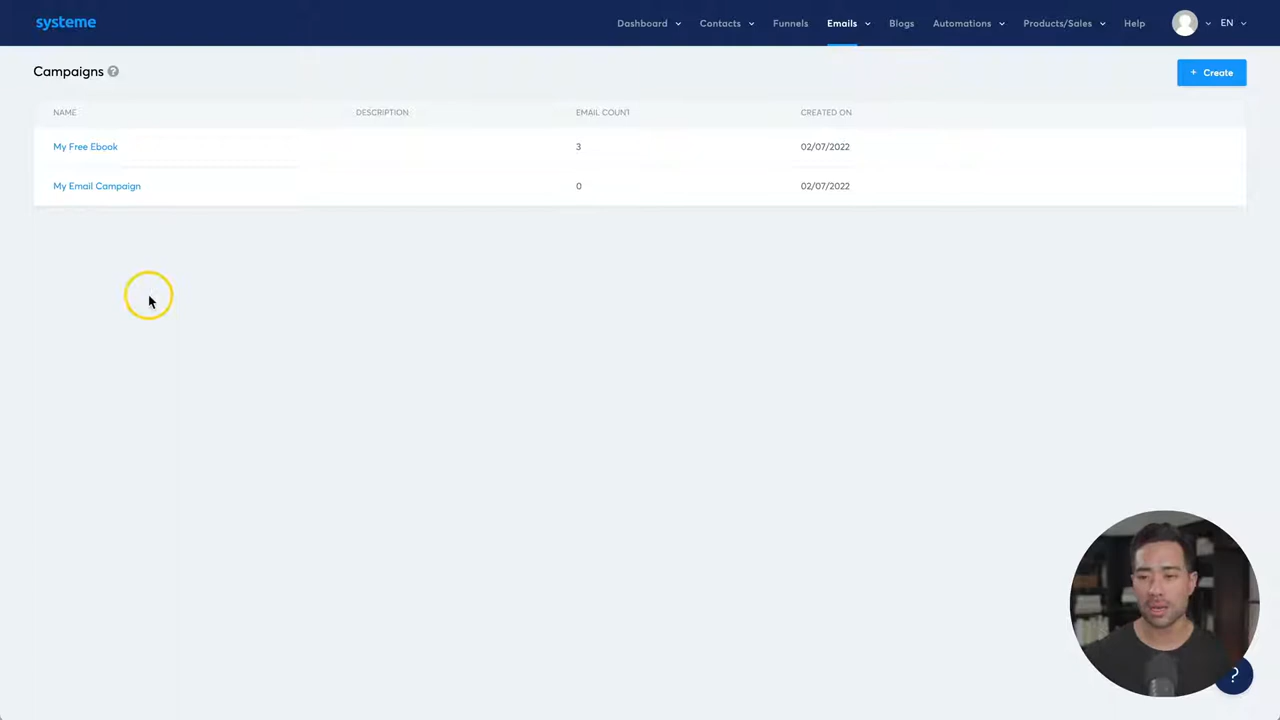 systeme
Dashboard Contacts Funnels Emails Blogs Automations Products/Sales Help EN
Campaigns ?
+ Create
NAME DESCRIPTION EMAIL COUNT CREATED ON
My Free Ebook 3 02/07/2022
My Email Campaign 0 02/07/2022
?